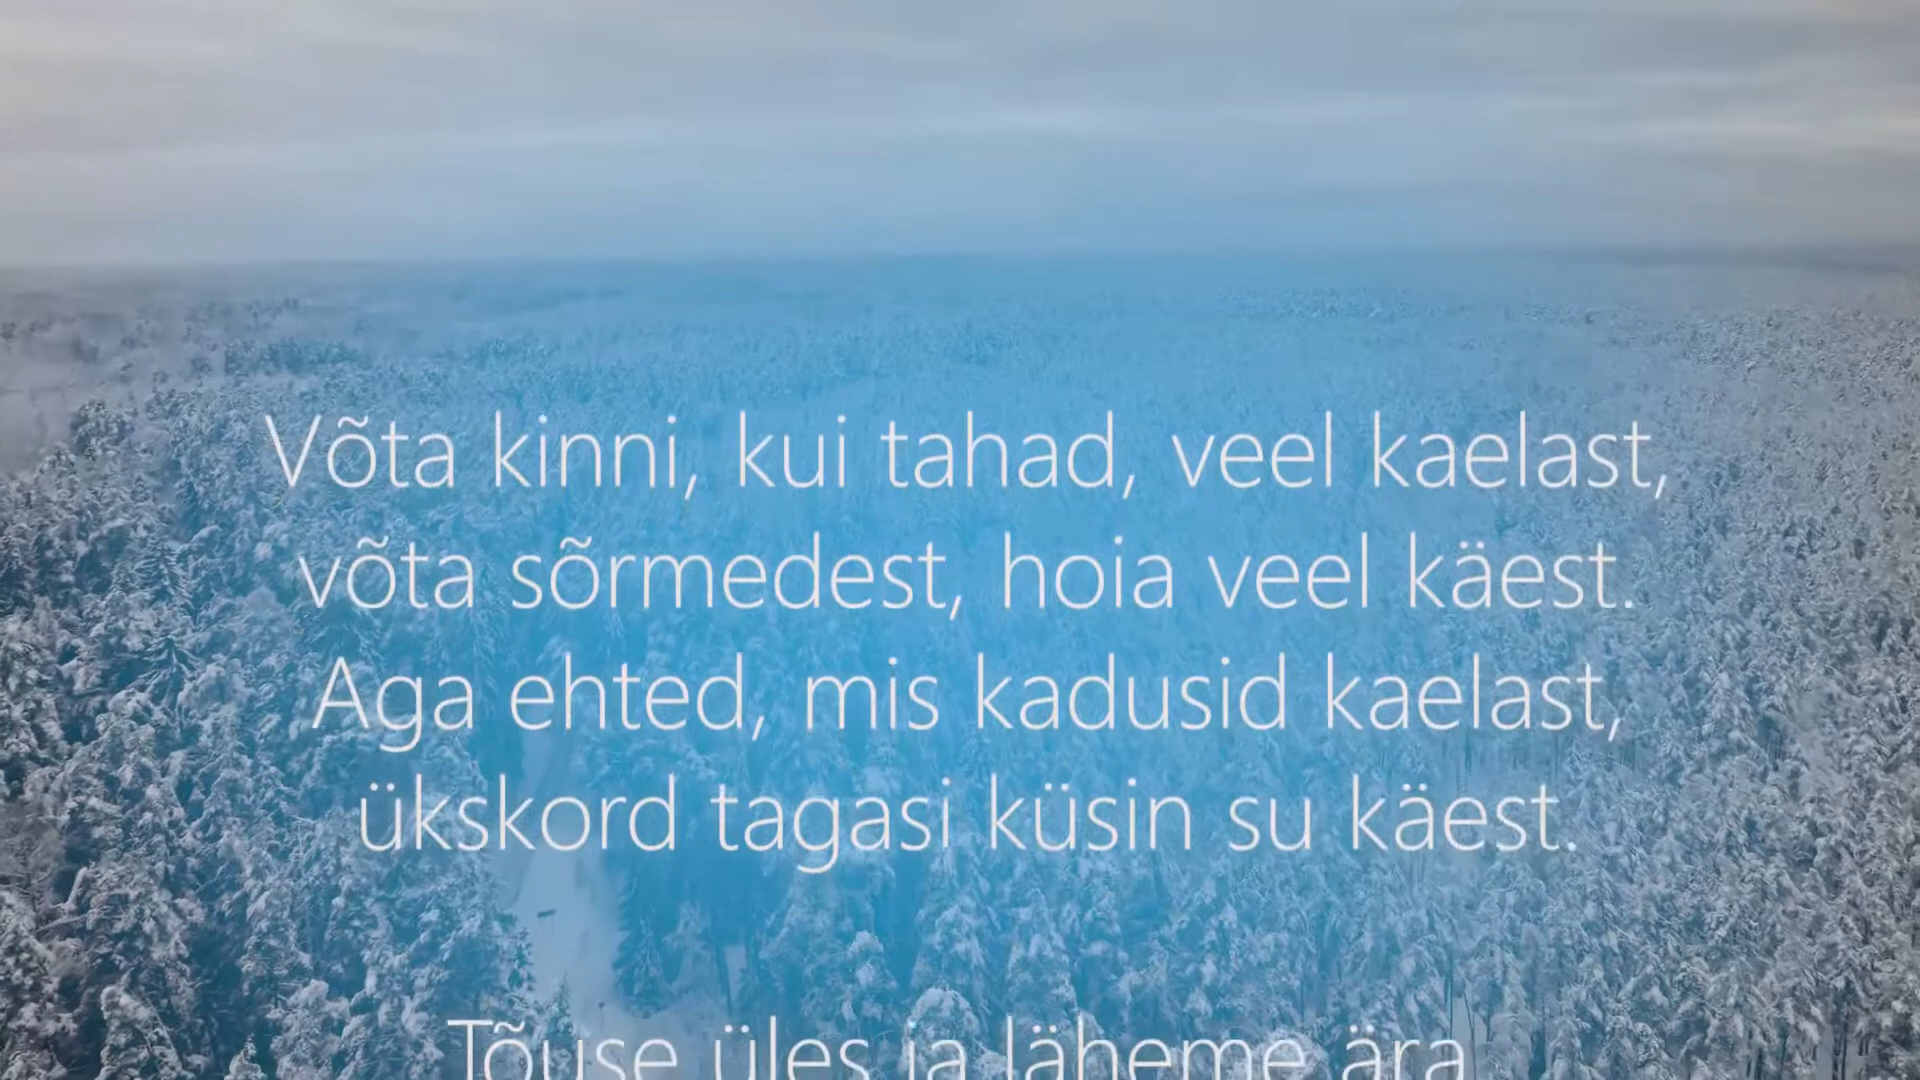 Võta kinni, kui tahad, veel kaelast,
võta sõrmedest, hoia veel käest.
Aga ehted, mis kadusid kaelast,
ükskord tagasi küsin su käest.
Tõuse üles ja läheme ära